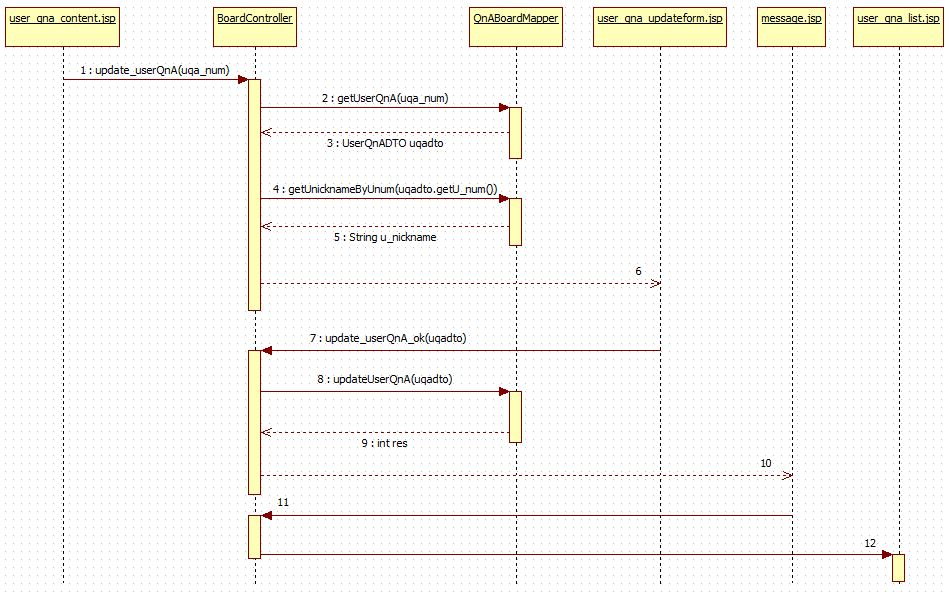 user_qna_content.jsp
BoardController
QnABoardMapper
user_qna_updateform.jsp
message.jsp
user_qna_list.jsp
1 : update_userQnA(uqa_num)
2 : getUserQnA(uqa_num)
3 : UserQnADTO uqadto
4 : getUnicknameByUnum(uqadto.getU_num())
5 : String u_nickname
6
7 : update_userQnA_ok(uqadto)
8 : updateUserQnA(uqadto)
9 : int res
10
11
12